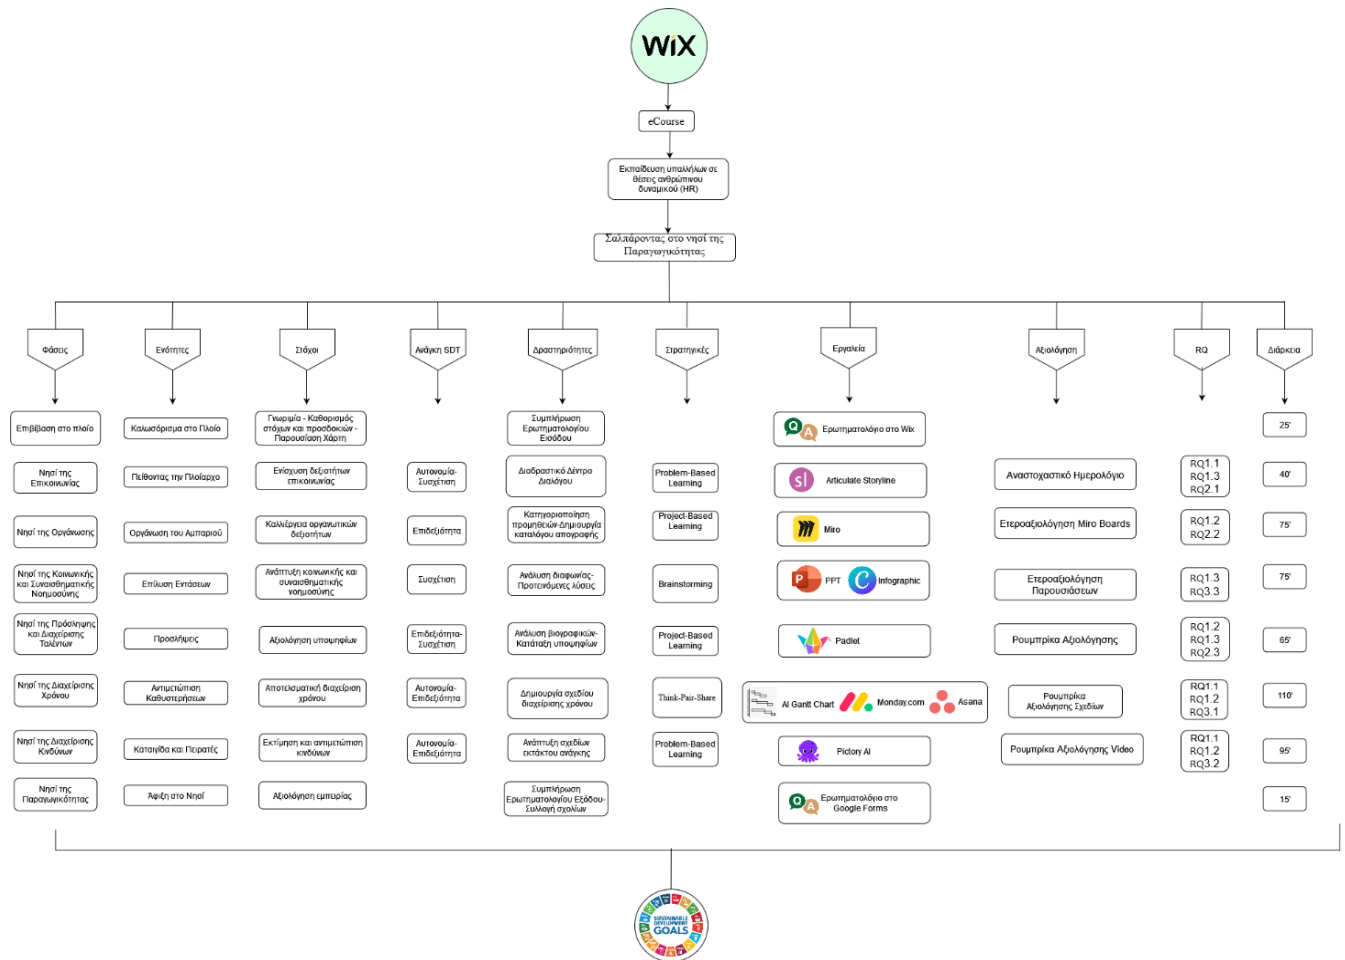 WiX
eCourse
Εκπαίδευση υπαλλήλων σε
θέσεις ανθρώπινου
δυναμικού (HR)
Σαλπάροντας στο νησί της
Παραγωγικότητας
Φάσεις
Ενότητες
Στόχοι
Ανάγκη SDT
Δραστηριότητες
Στρατηγικές
Εργαλεία
Αξιολόγηση
RQ
Διάρκεια
Επιβίβαση στο πλοίο
Καλωσόρισμα στο Πλοίο
Γνωριμία - Καθορισμός
στόχων και προσδοκιών -
Παρουσίαση Χάρτη
Συμπλήρωση
Ερωτηματολογίου
Εισόδου
Q A
Ερωτηματολόγιο στο Wix
25'
Νησί της
Επικοινωνίας
Πείθοντας την Πλοίαρχο
Ενίσχυση δεξιοτήτων
επικοινωνίας
Αυτονομία-
Συσχέτιση
Διαδραστικό Δέντρο
Διαλόγου
Problem-Based
Learning
sl
Articulate Storyline
Αναστοχαστικό Ημερολόγιο
RQ1.1
RQ1.3
RQ2.1
40'
Νησί της Οργάνωσης
Οργάνωση του Αμπαριού
Καλλιέργεια οργανωτικών
δεξιοτήτων
Επιδεξιότητα
Κατηγοριοποίηση
προμηθειών-Δημιουργία
καταλόγου απογραφής
Project-Based
Learning
Miro
Ετεροαξιολόγηση Miro Boards
RQ1.2
RQ2.2
75'
Νησί της Κοινωνικής
και Συναισθηματικής
Νοημοσύνης
Επίλυση Εντάσεων
Ανάπτυξη κοινωνικής και
συναισθηματικής
νοημοσύνης
Συσχέτιση
Ανάλυση διαφωνίας-
Προτεινόμενες λύσεις
Brainstorming
P
PPT
C
Infographic
Ετεροαξιολόγηση
Παρουσιάσεων
RQ1.3
RQ3.3
75'
Νησί της Πρόσληψης
και Διαχείρισης
Ταλέντων
Προσλήψεις
Αξιολόγηση υποψηφίων
Επιδεξιότητα-
Συσχέτιση
Ανάλυση βιογραφικών-
Κατάταξη υποψηφίων
Project-Based
Learning
Padlet
Ρουμπρίκα Αξιολόγησης
RQ1.2
RQ1.3
RQ2.3
65'
Νησί της Διαχείρισης
Χρόνου
Αντιμετώπιση
Καθυστερήσεων
Αποτελσματική διαχείριση
χρόνου
Αυτονομία-
Επιδεξιότητα
Δημιουργία σχεδίου
διαχείρισης χρόνου
Think-Pair-Share
AI Gantt Chart
Monday.com
Asana
Ρουμπρίκα
Αξιολόγησης Σχεδίων
RQ1.1
RQ1.2
RQ3.1
110'
Νησί της Διαχείρισης
Κινδύνων
Καταιγίδα και Πειρατές
Εκτίμηση και αντιμετώπιση
κινδύνων
Αυτονομία-
Επιδεξιότητα
Ανάπτυξη σχεδίων
εκτάκτου ανάγκης
Problem-Based
Learning
Pictory AI
Ρουμπρίκα Αξιολόγησης Video
RQ1.1
RQ1.2
RQ3.2
95'
Νησί της
Παραγωγικότητας
Άφιξη στο Νησί
Αξιολόγηση εμπειρίας
Συμπλήρωση
Ερωτηματολογίου Εξόδου-
Συλλογή σχολίων
Q A
Ερωτηματολόγιο στο
Google Forms
15'
SUSTAINABLE
DEVELOPMENT
GOALS